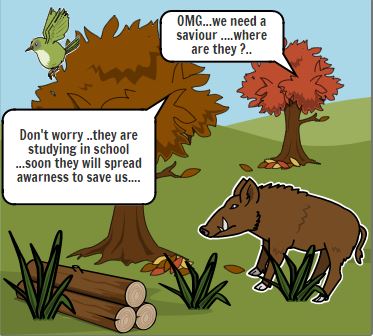 OMG...we need a
saviour ....where
are they ?..
Don't worry ..they are
studying in school
...soon they will spread
awarness to save us....